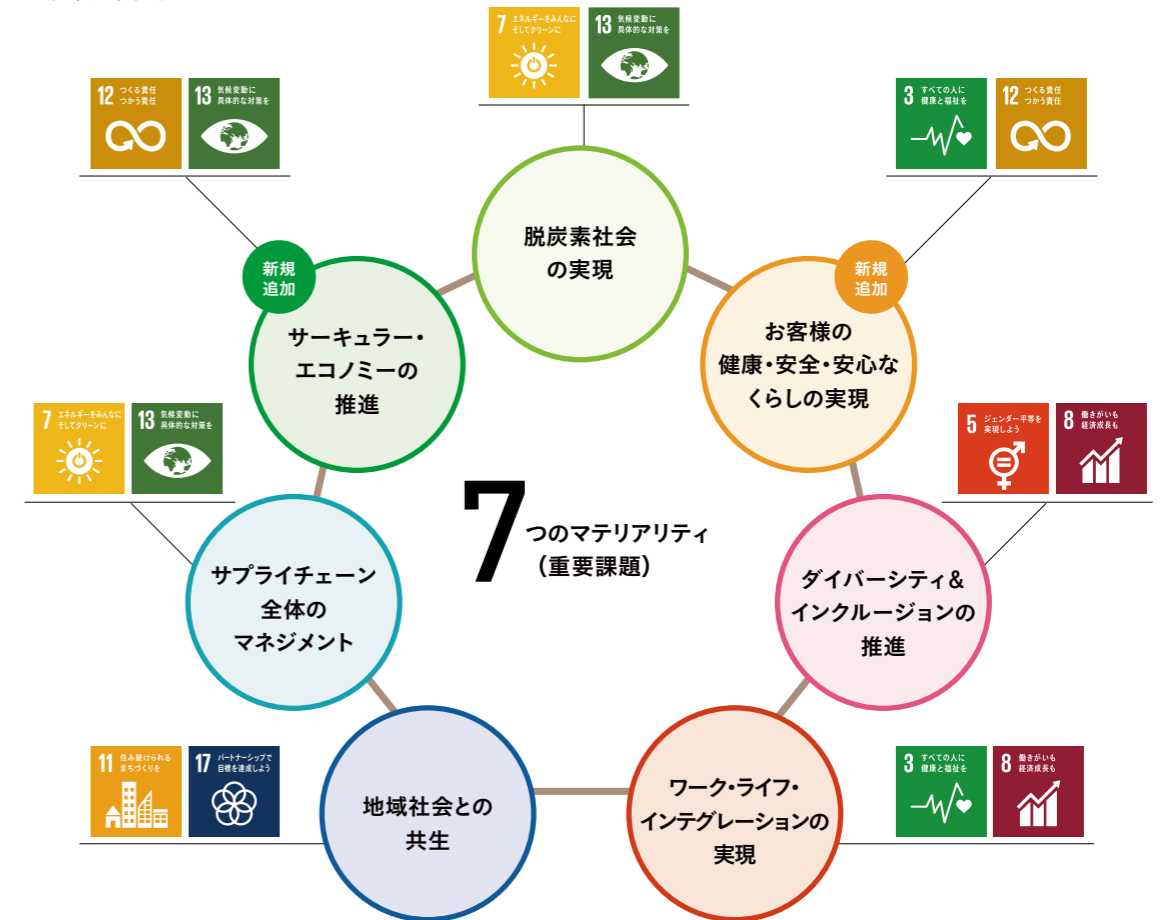 7 エネルギーをみんなに
そしてクリーンに
13 気候変動に
具体的な対策を
12 つくる責任
つかう責任
13 気候変動に
具体的な対策を
3 すべての人に
健康と福祉を
12 つくる責任
つかう責任
脱炭素社会
の実現
新規
追加
サーキュラー・
エコノミーの
推進
新規
追加
お客様の
健康・安全・安心な
くらしの実現
7 エネルギーをみんなに
そしてクリーンに
13 気候変動に
具体的な対策を
5 ジェンダー平等を
実現しよう
8 働きがいも
経済成長も
7つのマテリアリティ
（重要課題）
サプライチェーン
全体の
マネジメント
ダイバーシティ&
インクルージョンの
推進
11 住み続けられる
まちづくりを
17 パートナーシップで
目標を達成しよう
地域社会との
共生
ワーク・ライフ・
インテグレーションの
実現
3 すべての人に
健康と福祉を
8 働きがいも
経済成長も